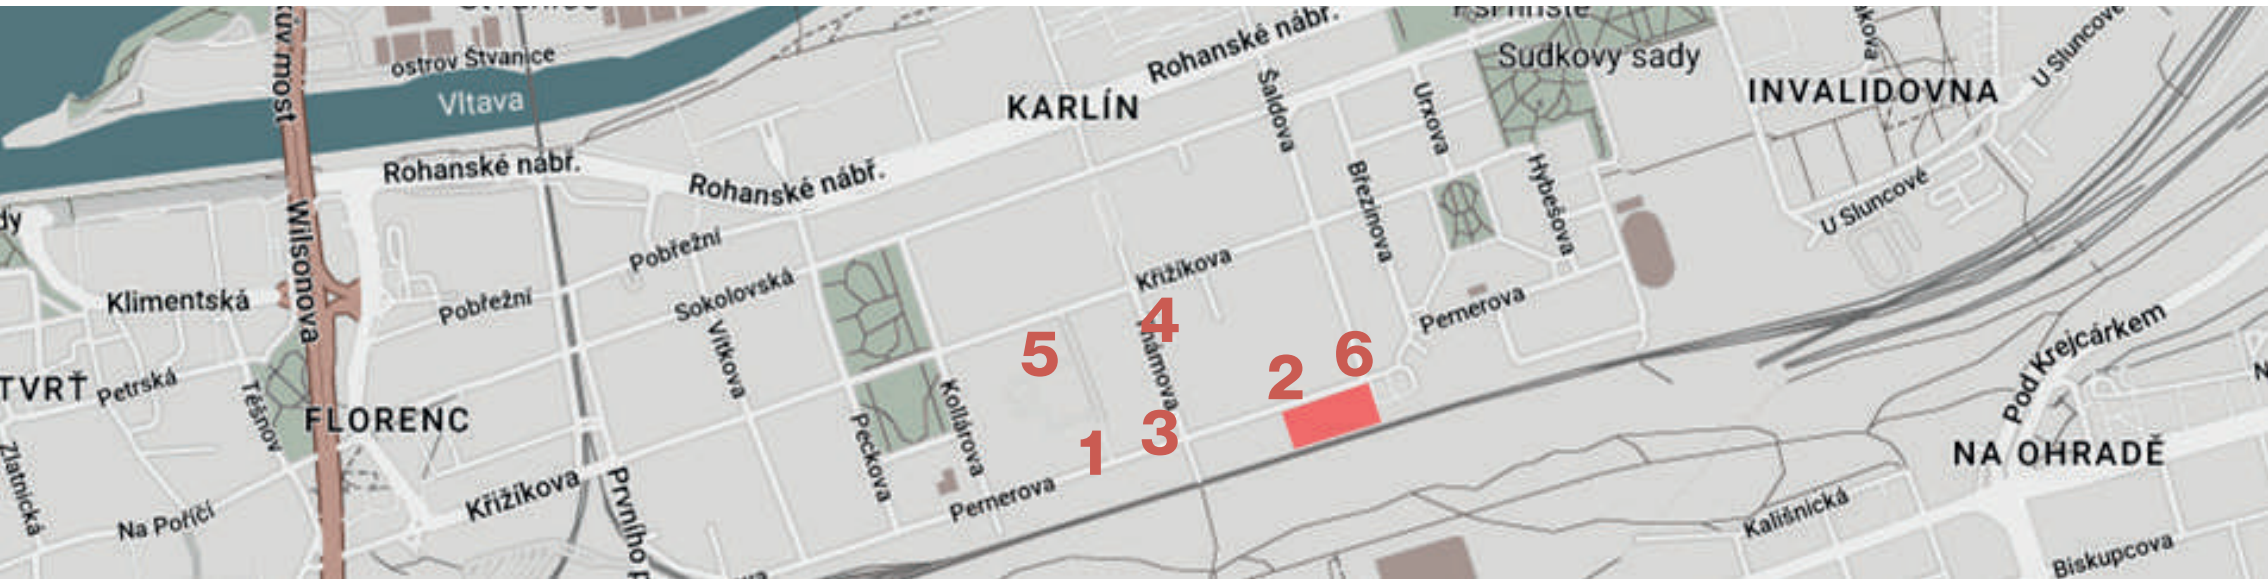 ostrov Štvanice
Vltava
KARLÍN
Rohanské nábř.
Sudkovy sady
INVALIDOVNA
U Sluncové
Šaldova
Urxova
Hybešova
Březinova
Rohanské nábř.
Rohanské nábř.
U Sluncové
Wilsonova
Pobřežní
Klimentská
Pobřežní
Sokolovská
Vítkova
Křižíkova
Pernerova
4
5
2
6
3
1
Petrská
Těšnov
FLORENC
Zlatnická
Na Poříčí
Křižíkova
Prvního
Peckova
Kollárova
Pernerova
Pod Krejcárkem
NA OHRADĚ
Kališnická
Biskupcova